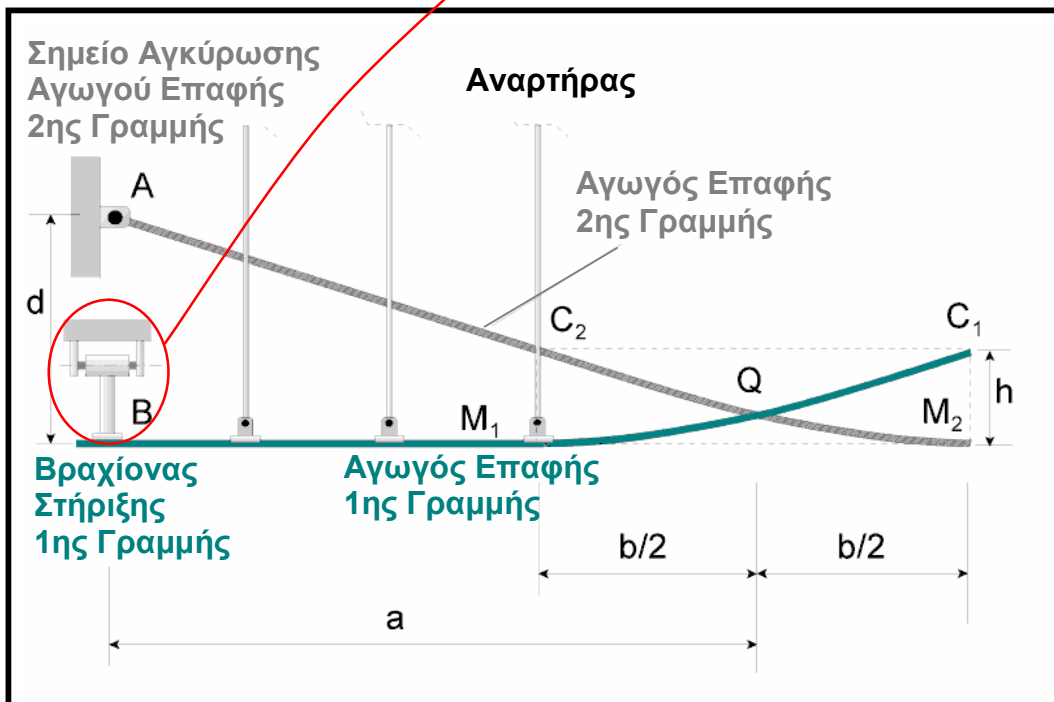 Σημείο Αγκύρωσης
Αγωγού Επαφής
2ης Γραμμής
Αναρτήρας
A
Αγωγός Επαφής
2ης Γραμμής
d
C2
C1
Q
h
B
M1
M2
Βραχίονας
Στήριξης
1ης Γραμμής
Αγωγός Επαφής
1ης Γραμμής
b/2
b/2
a